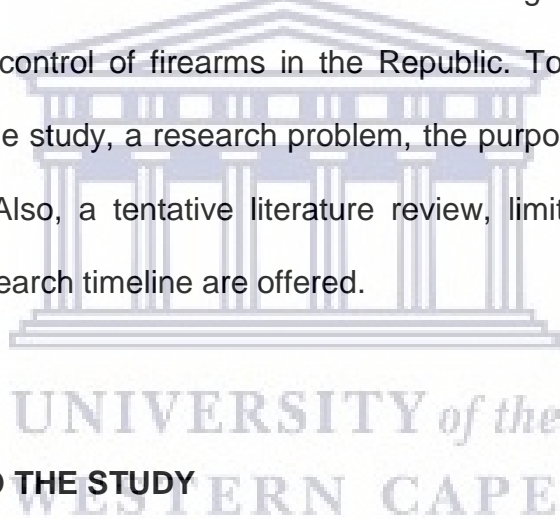 control of firearms in the Republic. To
e study, a research problem, the purpo
Also, a tentative literature review, limit
earch timeline are offered.
UNIVERSITY of the
THE STUDY
WESTERN CAPE